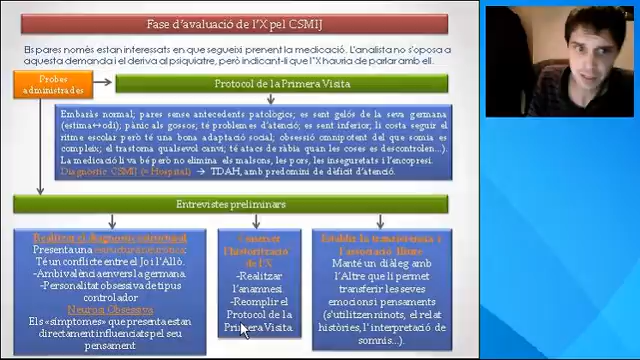 Fase d'avaluació de l'X pel CSMIJ
Els pares només estan interessats en que segueixi prenent la medicació. L'analista no s'oposa a
aquesta demanda i el deriva al psiquiatre, però indicant-li que l'X hauria de parlar amb ell.
Probes
administrades
Protocol de la Primera Visita
Embaràs normal; pares sense antecedents patològics; es sent gelós de la seva germana
(estima↔odi); pànic als gossos; té problemes d'atenció; es sent inferior; li costa seguir el
ritme escolar però té una bona adaptació social; obsessió omnipotent del que somia es
compleix; el trastorna qualsevol canvi; té atacs de ràbia quan les coses es descontrolen...).
La medicació li va bé però no elimina els malsons, les pors, les inseguretats i l'encopresi.
Diagnòstic CSMIJ (= Hospital) → TDAH, amb predomini de dèficit d'atenció.
Entrevistes preliminars
Realitzar el diagnòstic estructural
Presenta una estructura neuròtica:
Té un conflicte entre el Jo i l'Allò.
-Ambivalència envers la germana.
-Personalitat obsessiva de tipus
controlador
Neurosi Obsessiva
Els «símptomes» que presenta estan
directament influenciats pel seu
pensament
Conèixer
l'historització
de l'X
-Realitzar
l'anamnesi.
-Reomplir el
Protocol de la
Primera Visita
Establir la transferència i
l'associació lliure
Manté un diàleg amb
l'Altre que li permet
transferir les seves
emocions i pensaments
(s'utilitzen ninots, el relat
històries, l'interpretació de
somnis...).